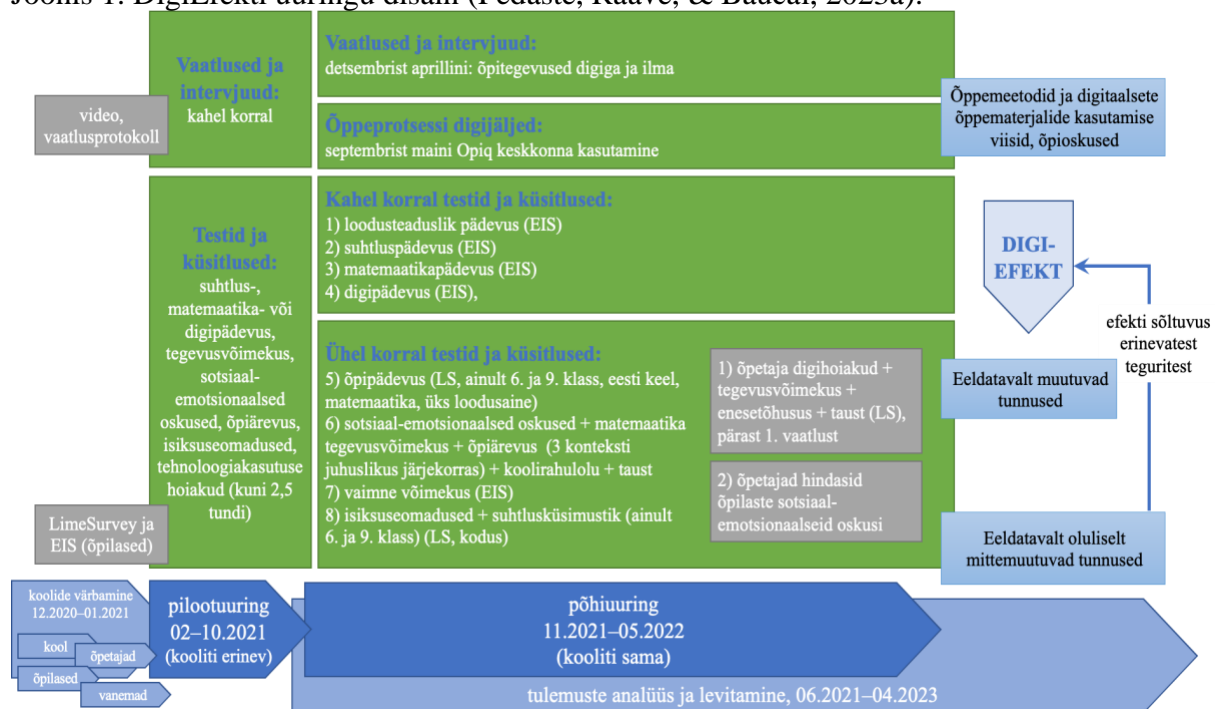 Joonis 1. DigiEfekti uuringu disain (Pedaste, Raave, & Baucal, 2023a).
Vaatlused ja
intervjuud:
kahel korral
video,
vaatlusprotokoll
Vaatlused ja intervjuud:
detsembrist aprillini: õpitegevused digiga ja ilma
Õppeprotsessi digijäljed:
septembrist maini Opiq keskkonna kasutamine
Õppemeetodid ja digitaalsete
õppematerjalide kasutamise
viisid, õpioskused
Testid ja
küsitlused:
suhtlus-,
matemaatika- või
digipädevus,
tegevusvõimekus,
sotsiaal-
emotsionaalsed
oskused, õpiärevus,
isiksuseomadused,
tehnoloogiakasutuse
hoiakud (kuni 2,5
tundi)
LimeSurvey ja
EIS (õpilased)
Kahel korral testid ja küsitlused:
1) loodusteaduslik pädevus (EIS)
2) suhtluspädevus (EIS)
3) matemaatikapädevus (EIS)
4) digipädevus (EIS),
Ühel korral testid ja küsitlused:
5) õpipädevus (LS, ainult 6. ja 9. klass, eesti keel,
matemaatika, üks loodusaine)
6) sotsiaal-emotsionaalsed oskused + matemaatika
tegevusvõimekus + õpiärevus (3 konteksti
juhuslikus järjekorras) + koolirahulolu + taust
7) vaimne võimekus (EIS)
8) isiksuseomadused + suhtlusküsimustik (ainult
6. ja 9. klass) (LS, kodus)
1) õpetaja digihoiakud +
tegevusvõimekus +
enesetõhusus + taust (LS),
pärast 1. vaatlust
2) õpetajad hindasid
õpilaste sotsiaal-
emotsionaalseid oskusi
DIGI-
EFEKT
efekti sõltuvus
erinevatest
teguritest
Eeldatavalt muutuvad
tunnused
Eeldatavalt oluliselt
mittemuutuvad tunnused
koolide värbamine
12.2020–01.2021
kool
õpetajad
õpilased
vanemad
pilootuuring
02–10.2021
(kooliti erinev)
põhiuuring
11.2021–05.2022
(kooliti sama)
tulemuste analüüs ja levitamine, 06.2021–04.2023